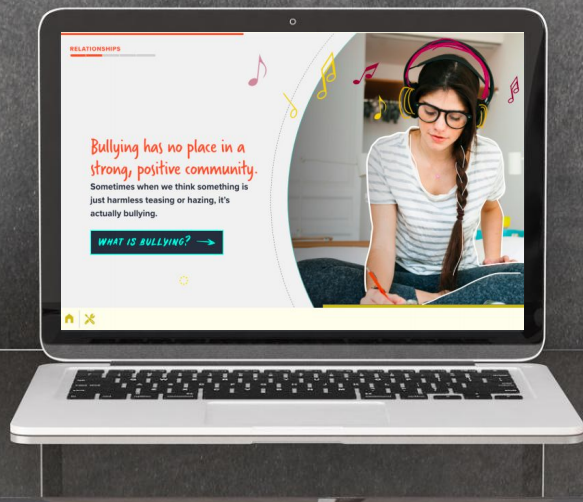 RELATIONSHIPS
Bullying has no place in a
strong, positive community.
Sometimes when we think something is
just harmless teasing or hazing, it's
actually bullying.
WHAT IS BULLYING?